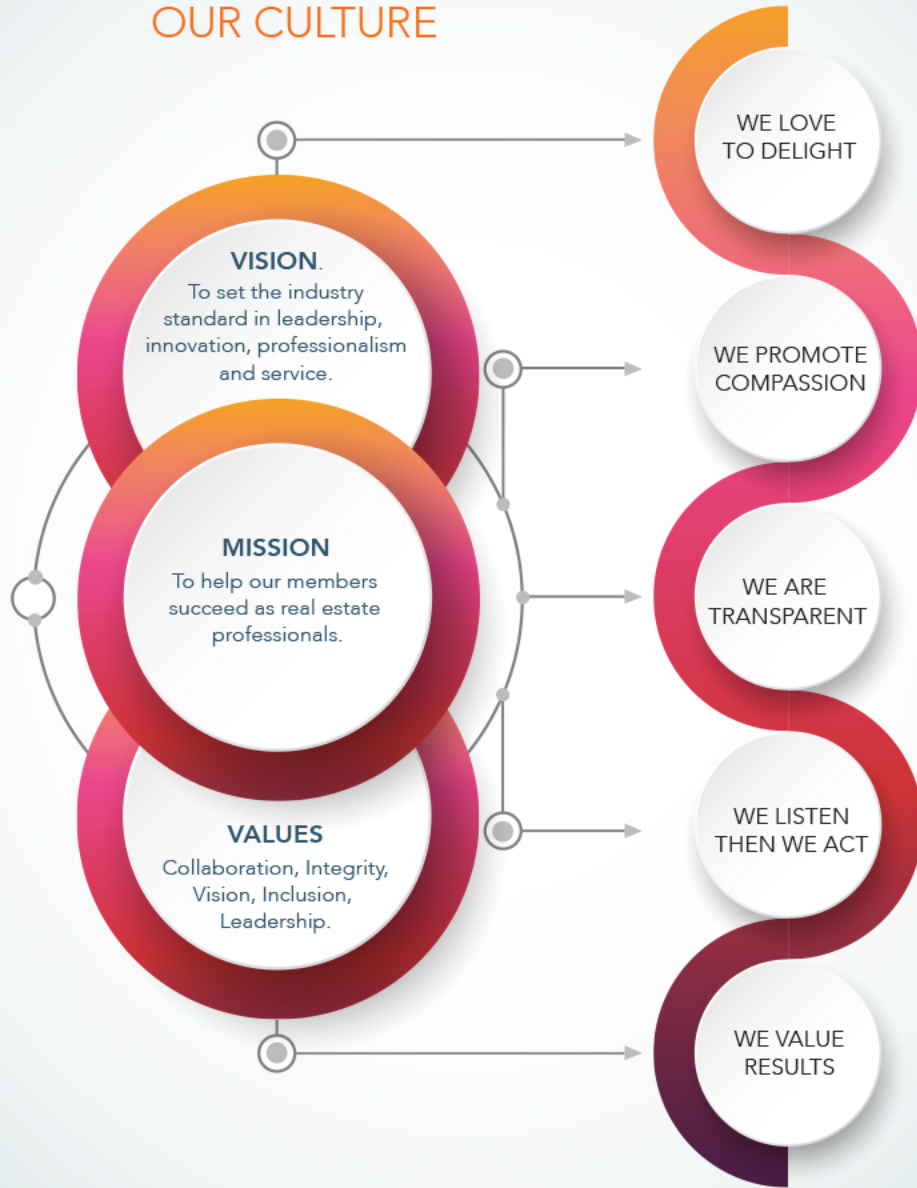 OUR CULTURE
VISION.
To set the industry
standard in leadership,
innovation, professionalism
and service.
MISSION
To help our members
succeed as real estate
professionals.
VALUES
Collaboration, Integrity,
Vision, Inclusion,
Leadership.
WE LOVE
TO DELIGHT
WE PROMOTE
COMPASSION
WE ARE
TRANSPARENT
WE LISTEN
THEN WE ACT
WE VALUE
RESULTS